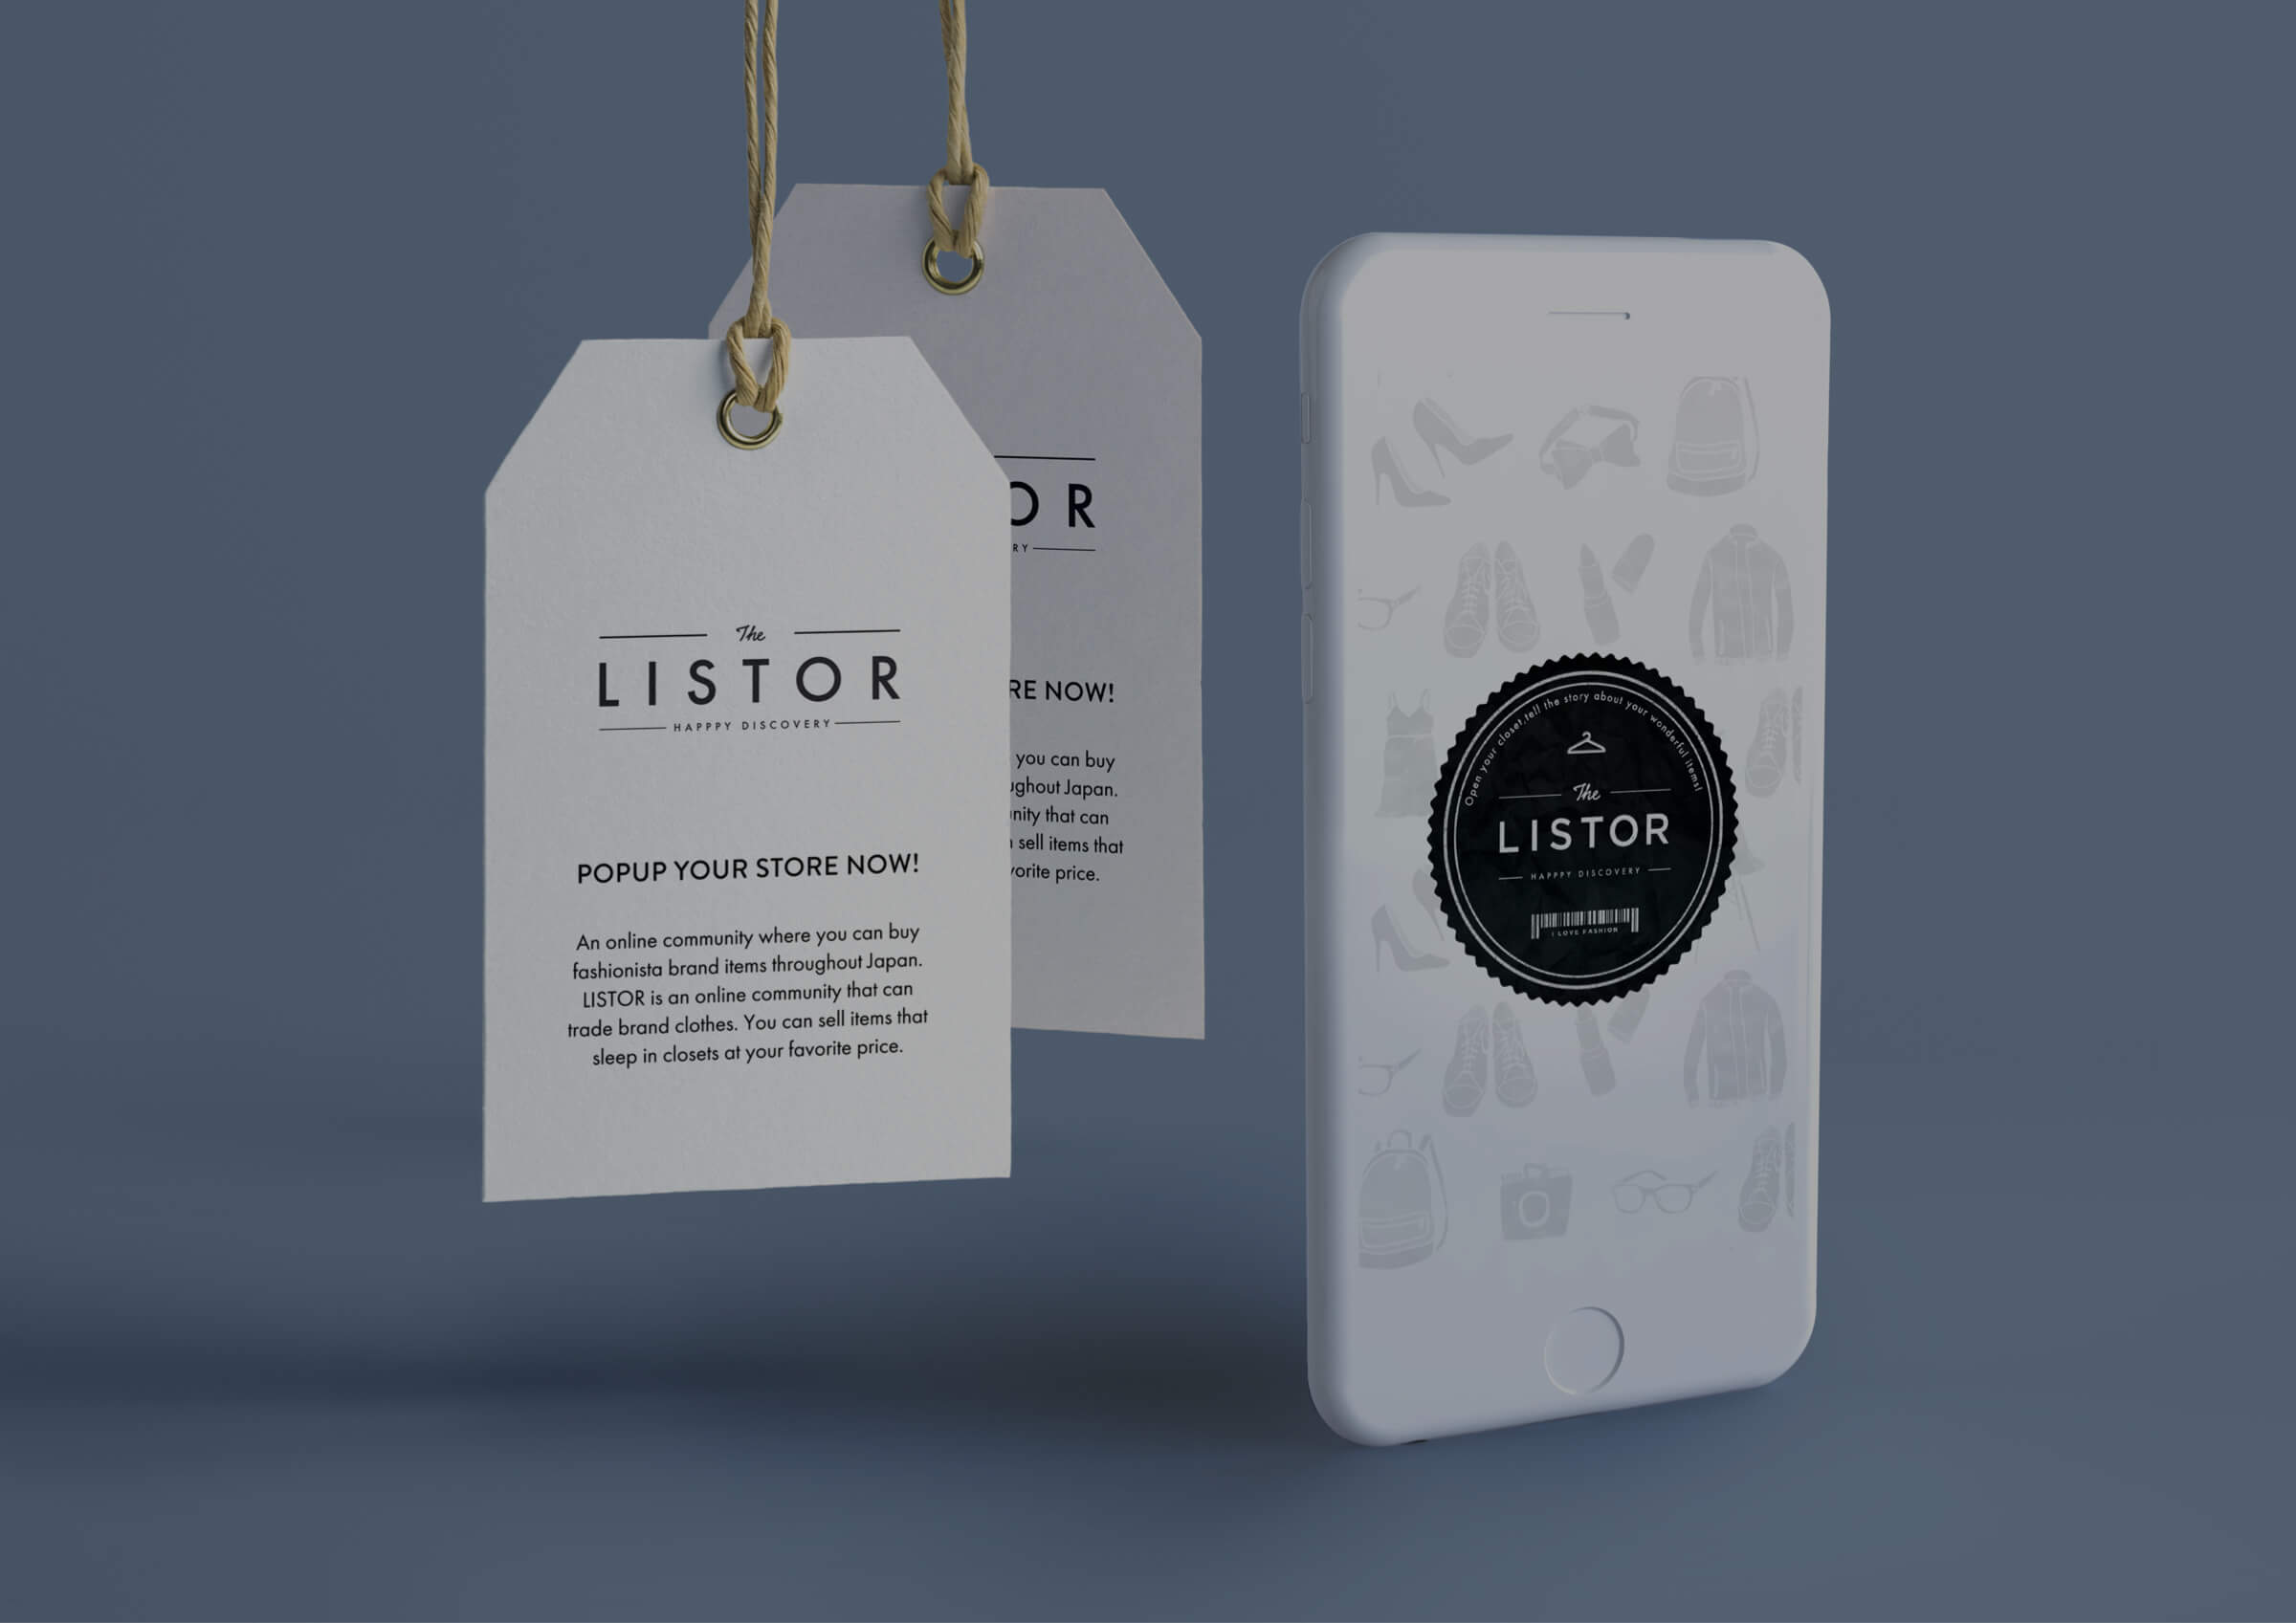 The
LISTOR
HAPPPY DISCOVERY
POPUP YOUR STORE NOW!
An online community where you can buy
fashionista brand items throughout Japan.
LISTOR is an online community that can
trade brand clothes. You can sell items that
sleep in closets at your favorite price.
OR
RY
RE NOW!
you can buy
ughout Japan.
nity that can
sell items that
vorite price.
Open your closet,tell the story about your wonderful items!
The
LISTOR
HAPPPY DISCOVERY
I LOVE FASHION